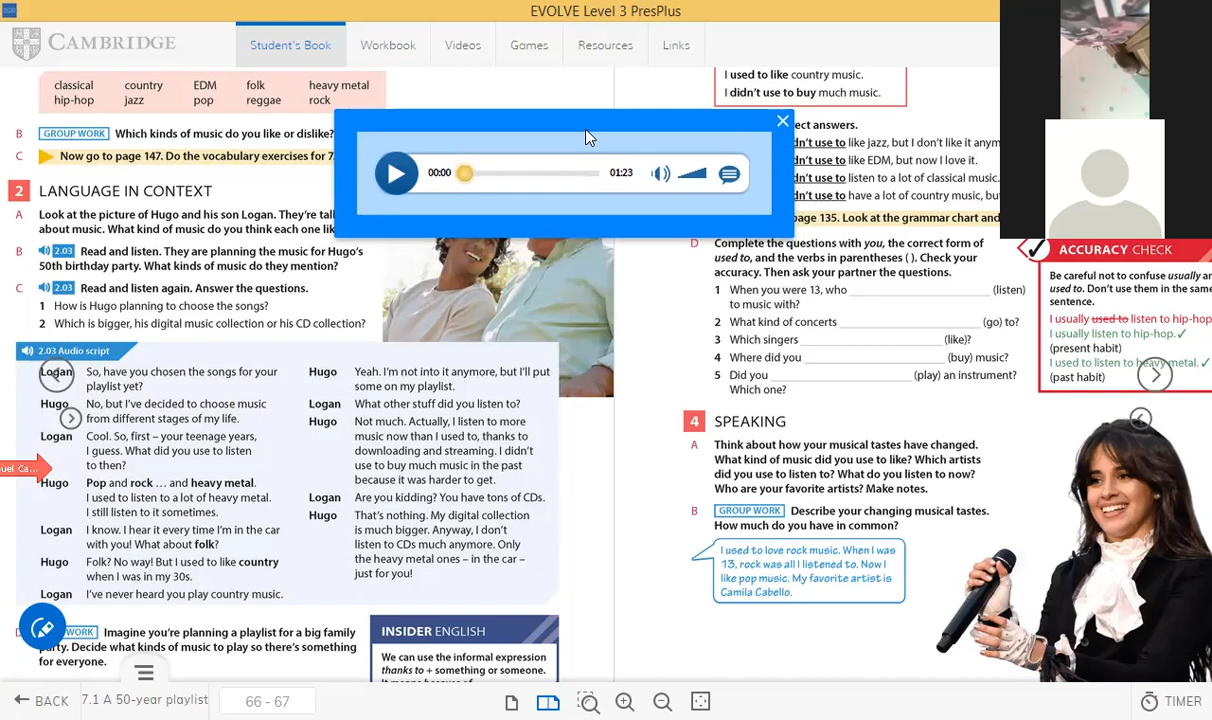 EVOLVE Level 3 PresPlus
CAMBRIDGE
Student's Book
Workbook
Videos
Games
Resources
Links
classical country EDM folk heavy metal
hip-hop jazz pop reggae rock
B GROUP WORK Which kinds of music do you like or dislike?
C Now go to page 147. Do the vocabulary exercises for 7.
2 LANGUAGE IN CONTEXT
A Look at the picture of Hugo and his son Logan. They're tal
about music. What kind of music do you think each one lik
B 2.03 Read and listen. They are planning the music for Hugo's
50th birthday party. What kinds of music do they mention?
C 2.03 Read and listen again. Answer the questions.
1 How is Hugo planning to choose the songs?
2 Which is bigger, his digital music collection or his CD collection?
00:00
01:23
2.03 Audio script
Logan So, have you chosen the songs for your
playlist yet?
Hugo No, but I've decided to choose music
from different stages of my life.
Logan Cool. So, first – your teenage years,
I guess. What did you use to listen
to then?
Hugo Pop and rock … and heavy metal.
I used to listen to a lot of heavy metal.
I still listen to it sometimes.
Logan I know. I hear it every time I'm in the car
with you! What about folk?
Hugo Folk? No way! But I used to like country
when I was in my 30s.
Logan I've never heard you play country music.
Hugo Yeah. I'm not into it anymore, but I'll put
some on my playlist.
Logan What other stuff did you listen to?
Hugo Not much. Actually, I listen to more
music now than I used to, thanks to
downloading and streaming. I didn't
use to buy much music in the past
because it was harder to get.
Logan Are you kidding? You have tons of CDs.
Hugo That's nothing. My digital collection
is much bigger. Anyway, I don't
listen to CDs much anymore. Only
the heavy metal ones – in the car –
just for you!
uel Ca...
WORK Imagine you're planning a playlist for a big family
party. Decide what kinds of music to play so there's something
for everyone.
INSIDER ENGLISH
We can use the informal expression
thanks to + something or someone.
I used to like country music.
I didn't use to buy much music.
ect answers.
dn't use to like jazz, but I don't like it anym
dn't use to like EDM, but now I love it.
dn't use to listen to a lot of classical music.
dn't use to have a lot of country music, bu
page 135. Look at the grammar chart and
D Complete the questions with you, the correct form of
used to, and the verbs in parentheses ( ). Check your
accuracy. Then ask your partner the questions.
1 When you were 13, who ____ (listen)
to music with?
2 What kind of concerts ____ (go) to?
3 Which singers ____ (like)?
4 Where did you ____ (buy) music?
5 Did you ____ (play) an instrument?
Which one?
ACCURACY CHECK
Be careful not to confuse usually an
used to. Don't use them in the same
sentence.
I usually used to listen to hip-hop
I usually listen to hip-hop. ✓
(present habit)
I used to listen to heavy metal. ✓
(past habit)
4 SPEAKING
A Think about how your musical tastes have changed.
What kind of music did you use to like? Which artists
did you use to listen to? What do you listen to now?
Who are your favorite artists? Make notes.
B GROUP WORK Describe your changing musical tastes.
How much do you have in common?
I used to love rock music. When I was
13, rock was all I listened to. Now I
like pop music. My favorite artist is
Camila Cabello.
BACK
7.1 A 50-year playlist
66 - 67
TIMER